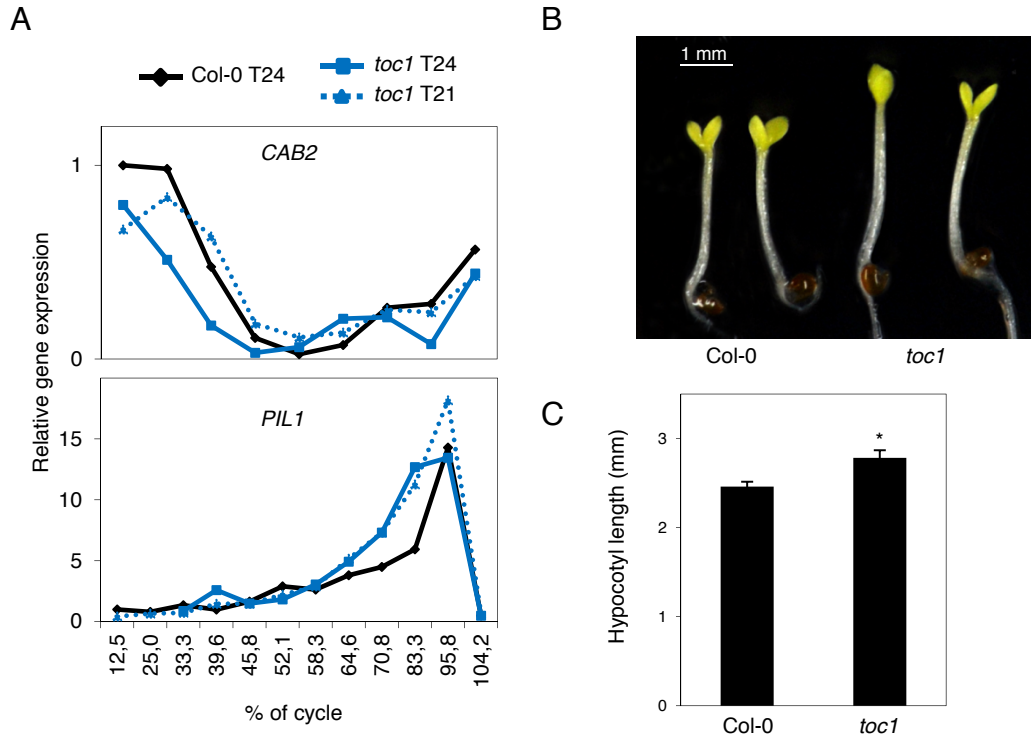 A
Col-0 T24
toc1 T24
toc1 T21
Relative gene expression
CAB2
1
0
PIL1
15
10
5
0
12,5
25,0
33,3
39,6
45,8
52,1
58,3
64,6
70,8
83,3
95,8
104,2
% of cycle
B
1 mm
Col-0
toc1
C
Hypocotyl length (mm)
3
2
1
0
*
Col-0
toc1